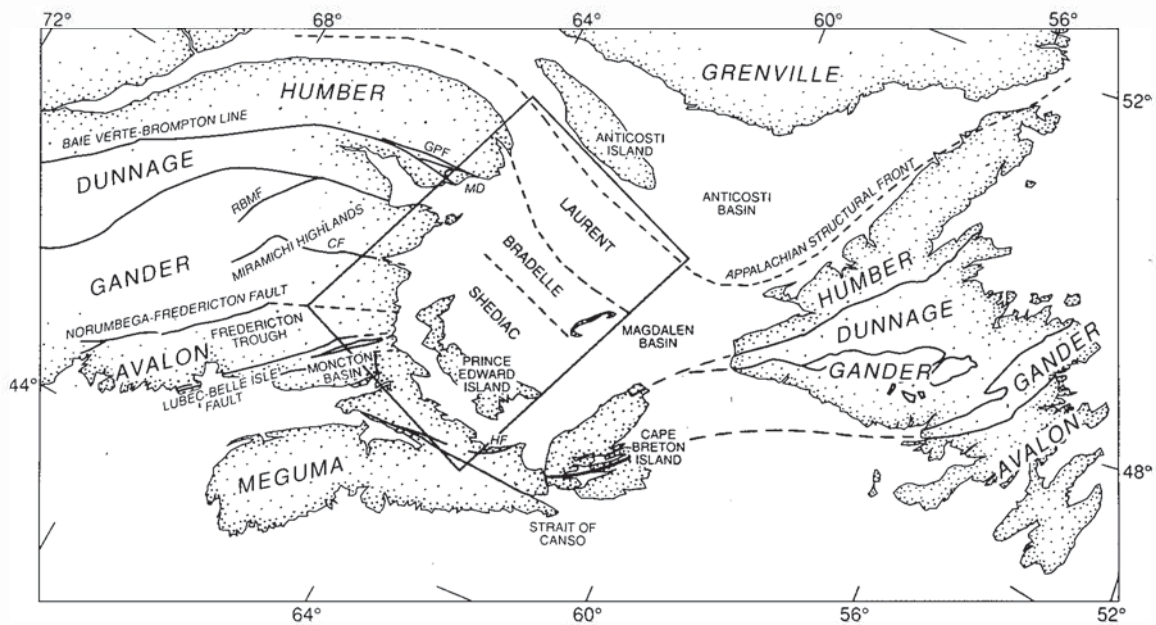 72°
68°
64°
60°
56°
GRENVILLE
HUMBER
52°
BAIE VERTE-BROMPTON LINE
GPF
ANTICOSTI
ISLAND
DUNNAGE
MD
RBMF
LAURENT
ANTICOSTI
BASIN
APPALACHIAN STRUCTURAL FRONT
MIRAMICHI HIGHLANDS
CF
BRADELLE
GANDER
SHEDIAC
HUMBER
NORUMBEGA-FREDERICTON FAULT
FREDERICTON
TROUGH
MAGDALEN
BASIN
DUNNAGE
AVALON
MONCTON
BASIN
PRINCE
EDWARD
ISLAND
GANDER
GANDER
44°
LUBEC-BELLE ISLE
FAULT
HF
CAPE
BRETON
ISLAND
AVALON
MEGUMA
48°
STRAIT OF
CANSO
64°
60°
56°
52°